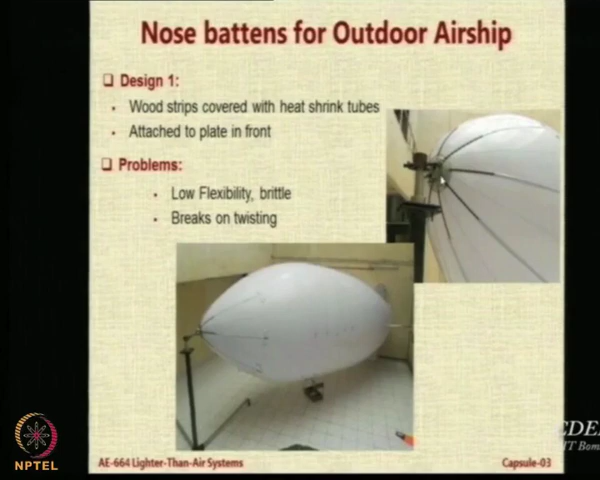 Nose battens for Outdoor Airship
Design 1:
Wood strips covered with heat shrink tubes
Attached to plate in front
Problems:
Low Flexibility, brittle
Breaks on twisting
NPTEL
AE-664 Lighter-Than-Air Systems
Capsule-03